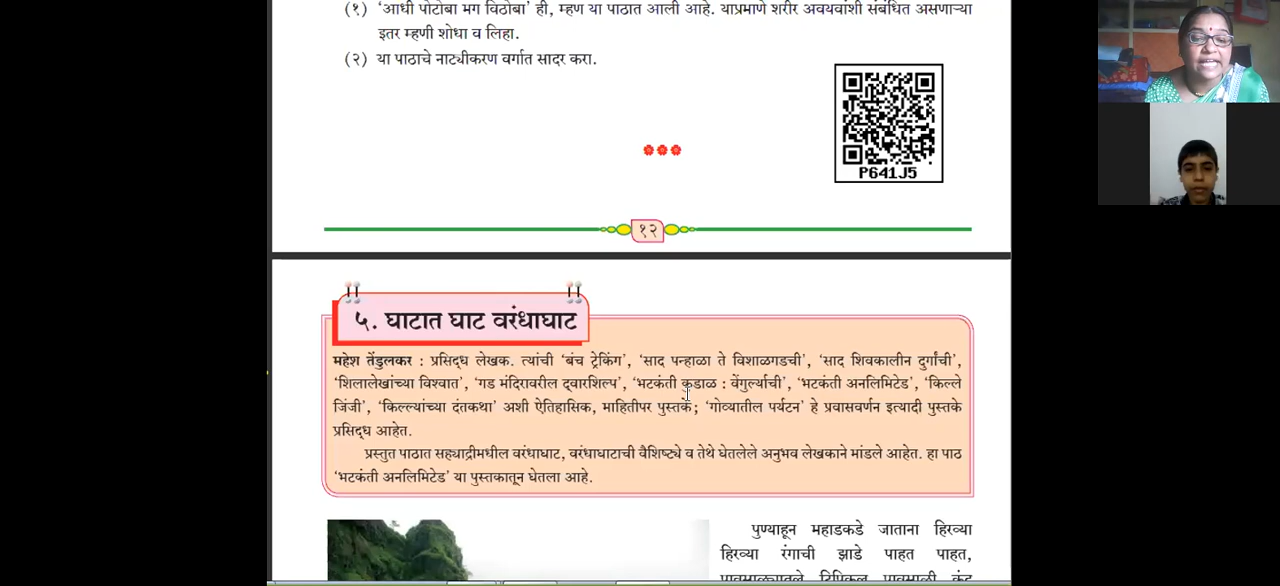 (१) ‘आधी पोटोबा मग विठोबा’ ही, म्हण या पाठात आली आहे. याप्रमाणे शरीर अवयवांशी संबंधित असणाऱ्या
इतर म्हणी शोधा व लिहा.
(२) या पाठाचे नाट्यीकरण वर्गात सादर करा.
P641J5
१२
५. घाटात घाट वरंधाघाट
महेश तेंडुलकर : प्रसिद्ध लेखक. त्यांची ‘बंच ट्रेकिंग’, ‘साद पन्हाळा ते विशाळगडची’, ‘साद शिवकालीन दुर्गांची’,
‘शिलालेखांच्या विश्वात’, ‘गड मंदिरावरील द्वारशिल्प’, ‘भटकंती कुडाळ : वेंगुर्ल्याची’, ‘भटकंती अनलिमिटेड’, ‘किल्ले
जिंजी’, ‘किल्ल्यांच्या दंतकथा’ अशी ऐतिहासिक, माहितीपर पुस्तके; ‘गोव्यातील पर्यटन’ हे प्रवासवर्णन इत्यादी पुस्तके
प्रसिद्ध आहेत.
प्रस्तुत पाठात सह्याद्रीमधील वरंधाघाट, वरंधाघाटाची वैशिष्ट्ये व तेथे घेतलेले अनुभव लेखकाने मांडले आहेत. हा पाठ
‘भटकंती अनलिमिटेड’ या पुस्तकातून घेतला आहे.
पुण्याहून महाडकडे जाताना हिरव्या
हिरव्या रंगाची झाडे पाहत पाहत,